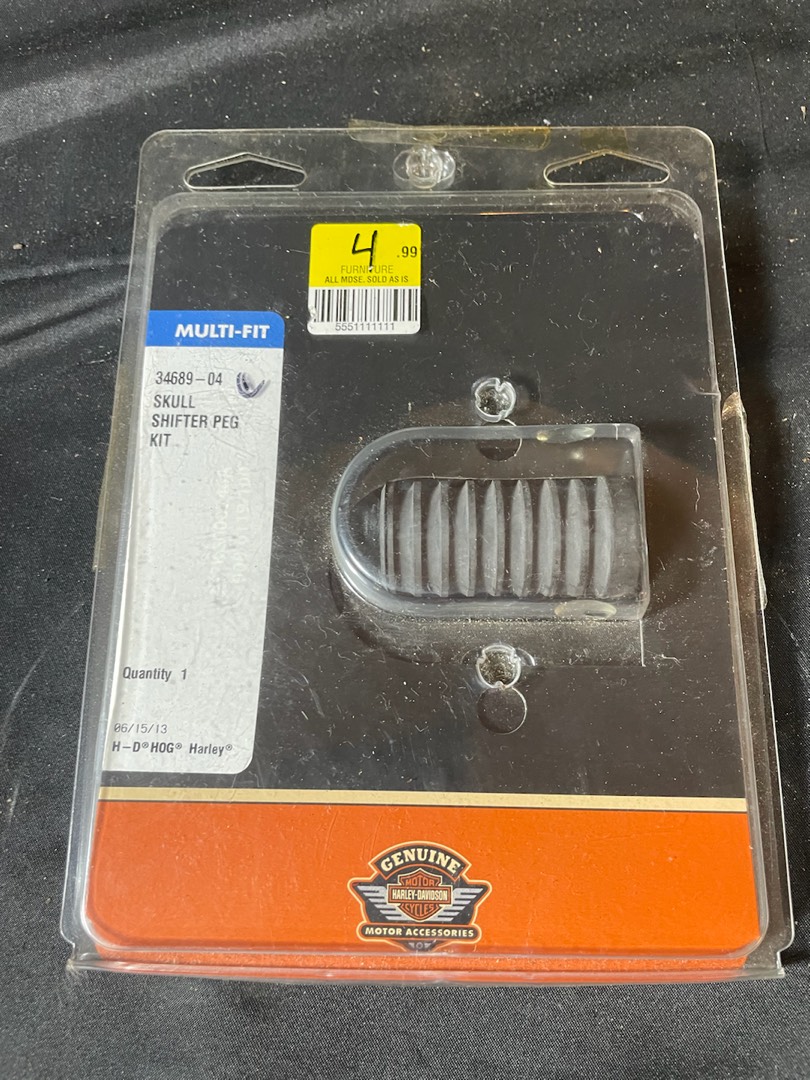 4 .99
FURNITURE
ALL MDSE. SOLD AS IS
5551111111
MULTI-FIT
34689-04
SKULL
SHIFTER PEG
KIT
Quantity 1
06/15/13
H-D® HOG® Harley®
GENUINE
MOTOR
HARLEY-DAVIDSON
CYCLES
MOTOR ACCESSORIES